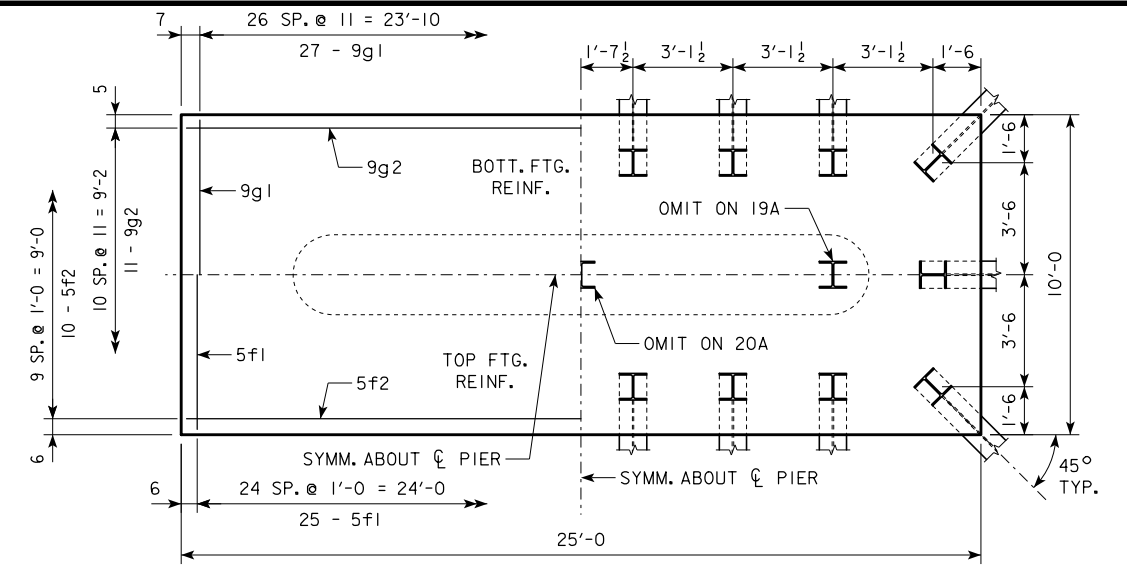 7
26 SP. @ 11 = 23'-10
27 - 9g1
1'-7½
3'-1½
3'-1½
3'-1½
1'-6
5
9g2
BOTT. FTG.
REINF.
1'-6
9g1
OMIT ON 19A
3'-6
10 SP. @ 11 = 9'-2
11 - 9g2
9 SP. @ 1'-0 = 9'-0
10 - 5f2
10'-0
5f1
OMIT ON 20A
3'-6
TOP FTG.
REINF.
5f2
1'-6
6
SYMM. ABOUT ℄ PIER
SYMM. ABOUT ℄ PIER
45°
TYP.
6
24 SP. @ 1'-0 = 24'-0
25 - 5f1
25'-0